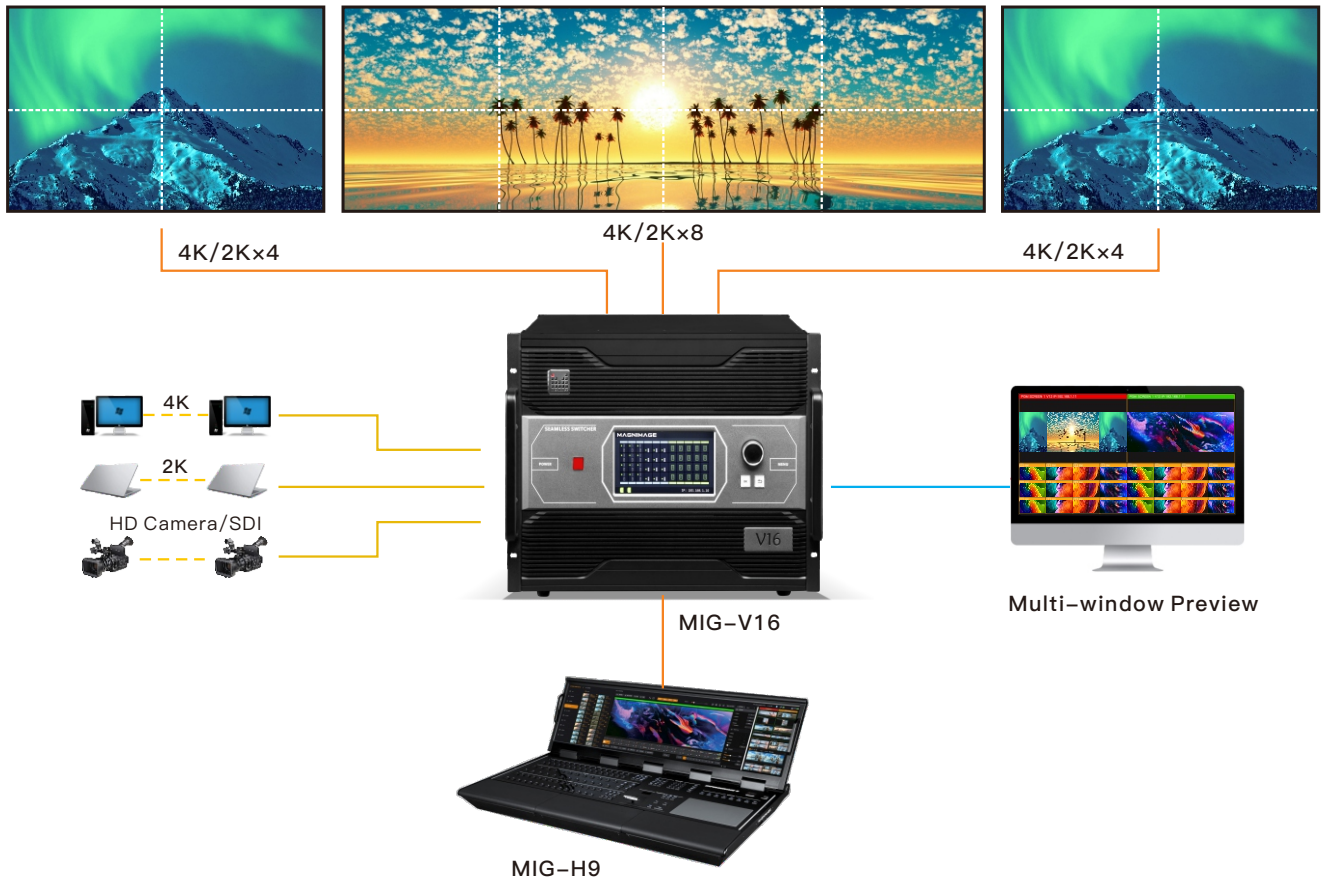 4K/2K×4
4K/2K×8
4K/2K×4
4K
2K
HD Camera/SDI
SEAMLESS SWITCHER
MAGNIMAGE
POWER
V16
MIG–V16
Multi–window Preview
MIG–H9